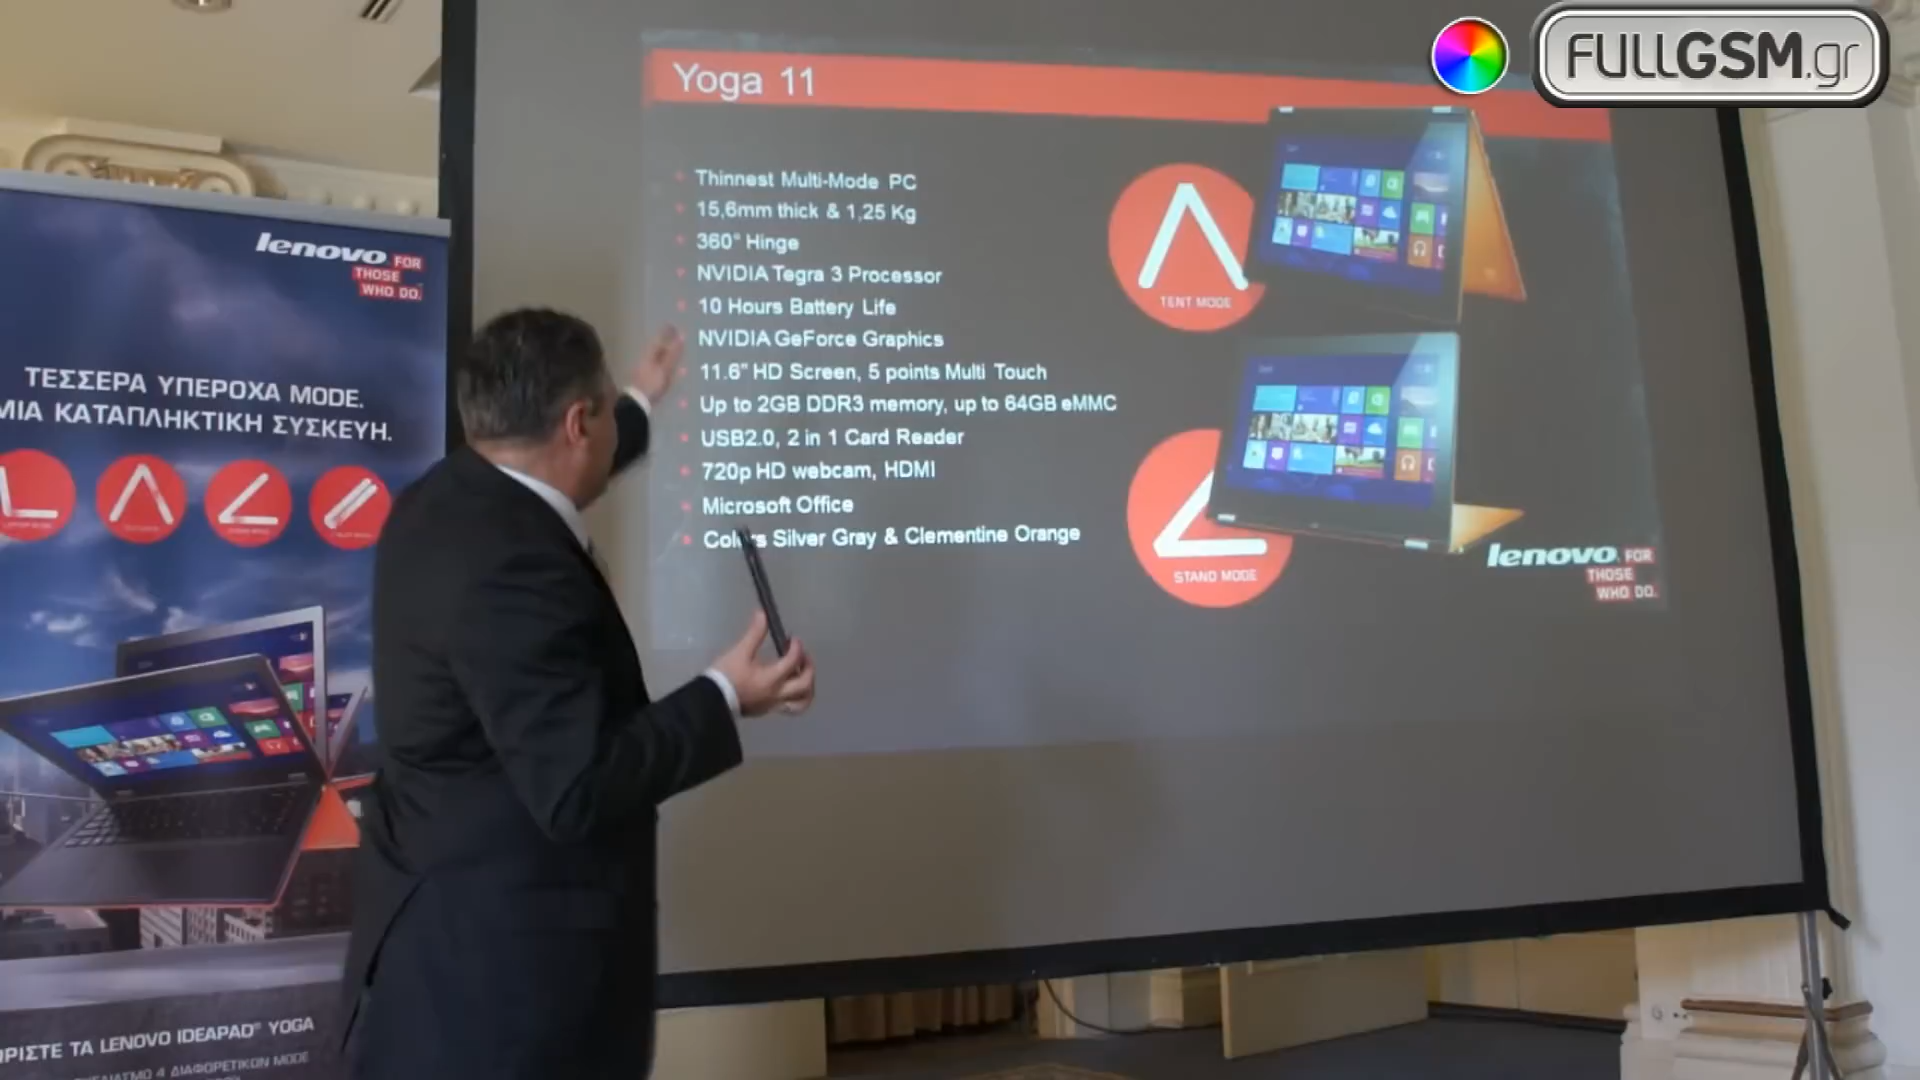 FULLGSM.gr
Yoga 11
Thinnest Multi-Mode PC
15,6mm thick & 1,25 Kg
360° Hinge
NVIDIA Tegra 3 Processor
10 Hours Battery Life
NVIDIA GeForce Graphics
11.6" HD Screen, 5 points Multi Touch
Up to 2GB DDR3 memory, up to 64GB eMMC
USB2.0, 2 in 1 Card Reader
720p HD webcam, HDMI
Microsoft Office
Colors Silver Gray & Clementine Orange
TENT MODE
STAND MODE
lenovo FOR
THOSE
WHO DO.
lenovo FOR
THOSE
WHO DO.
ΤΕΣΣΕΡΑ ΥΠΕΡΟΧΑ MODE.
ΜΙΑ ΚΑΤΑΠΛΗΚΤΙΚΗ ΣΥΣΚΕΥΗ.
ΤΑ LENOVO IDEAPAD® YOGA
4 ΔΙΑΦΟΡΕΤΙΚΩΝ MODE